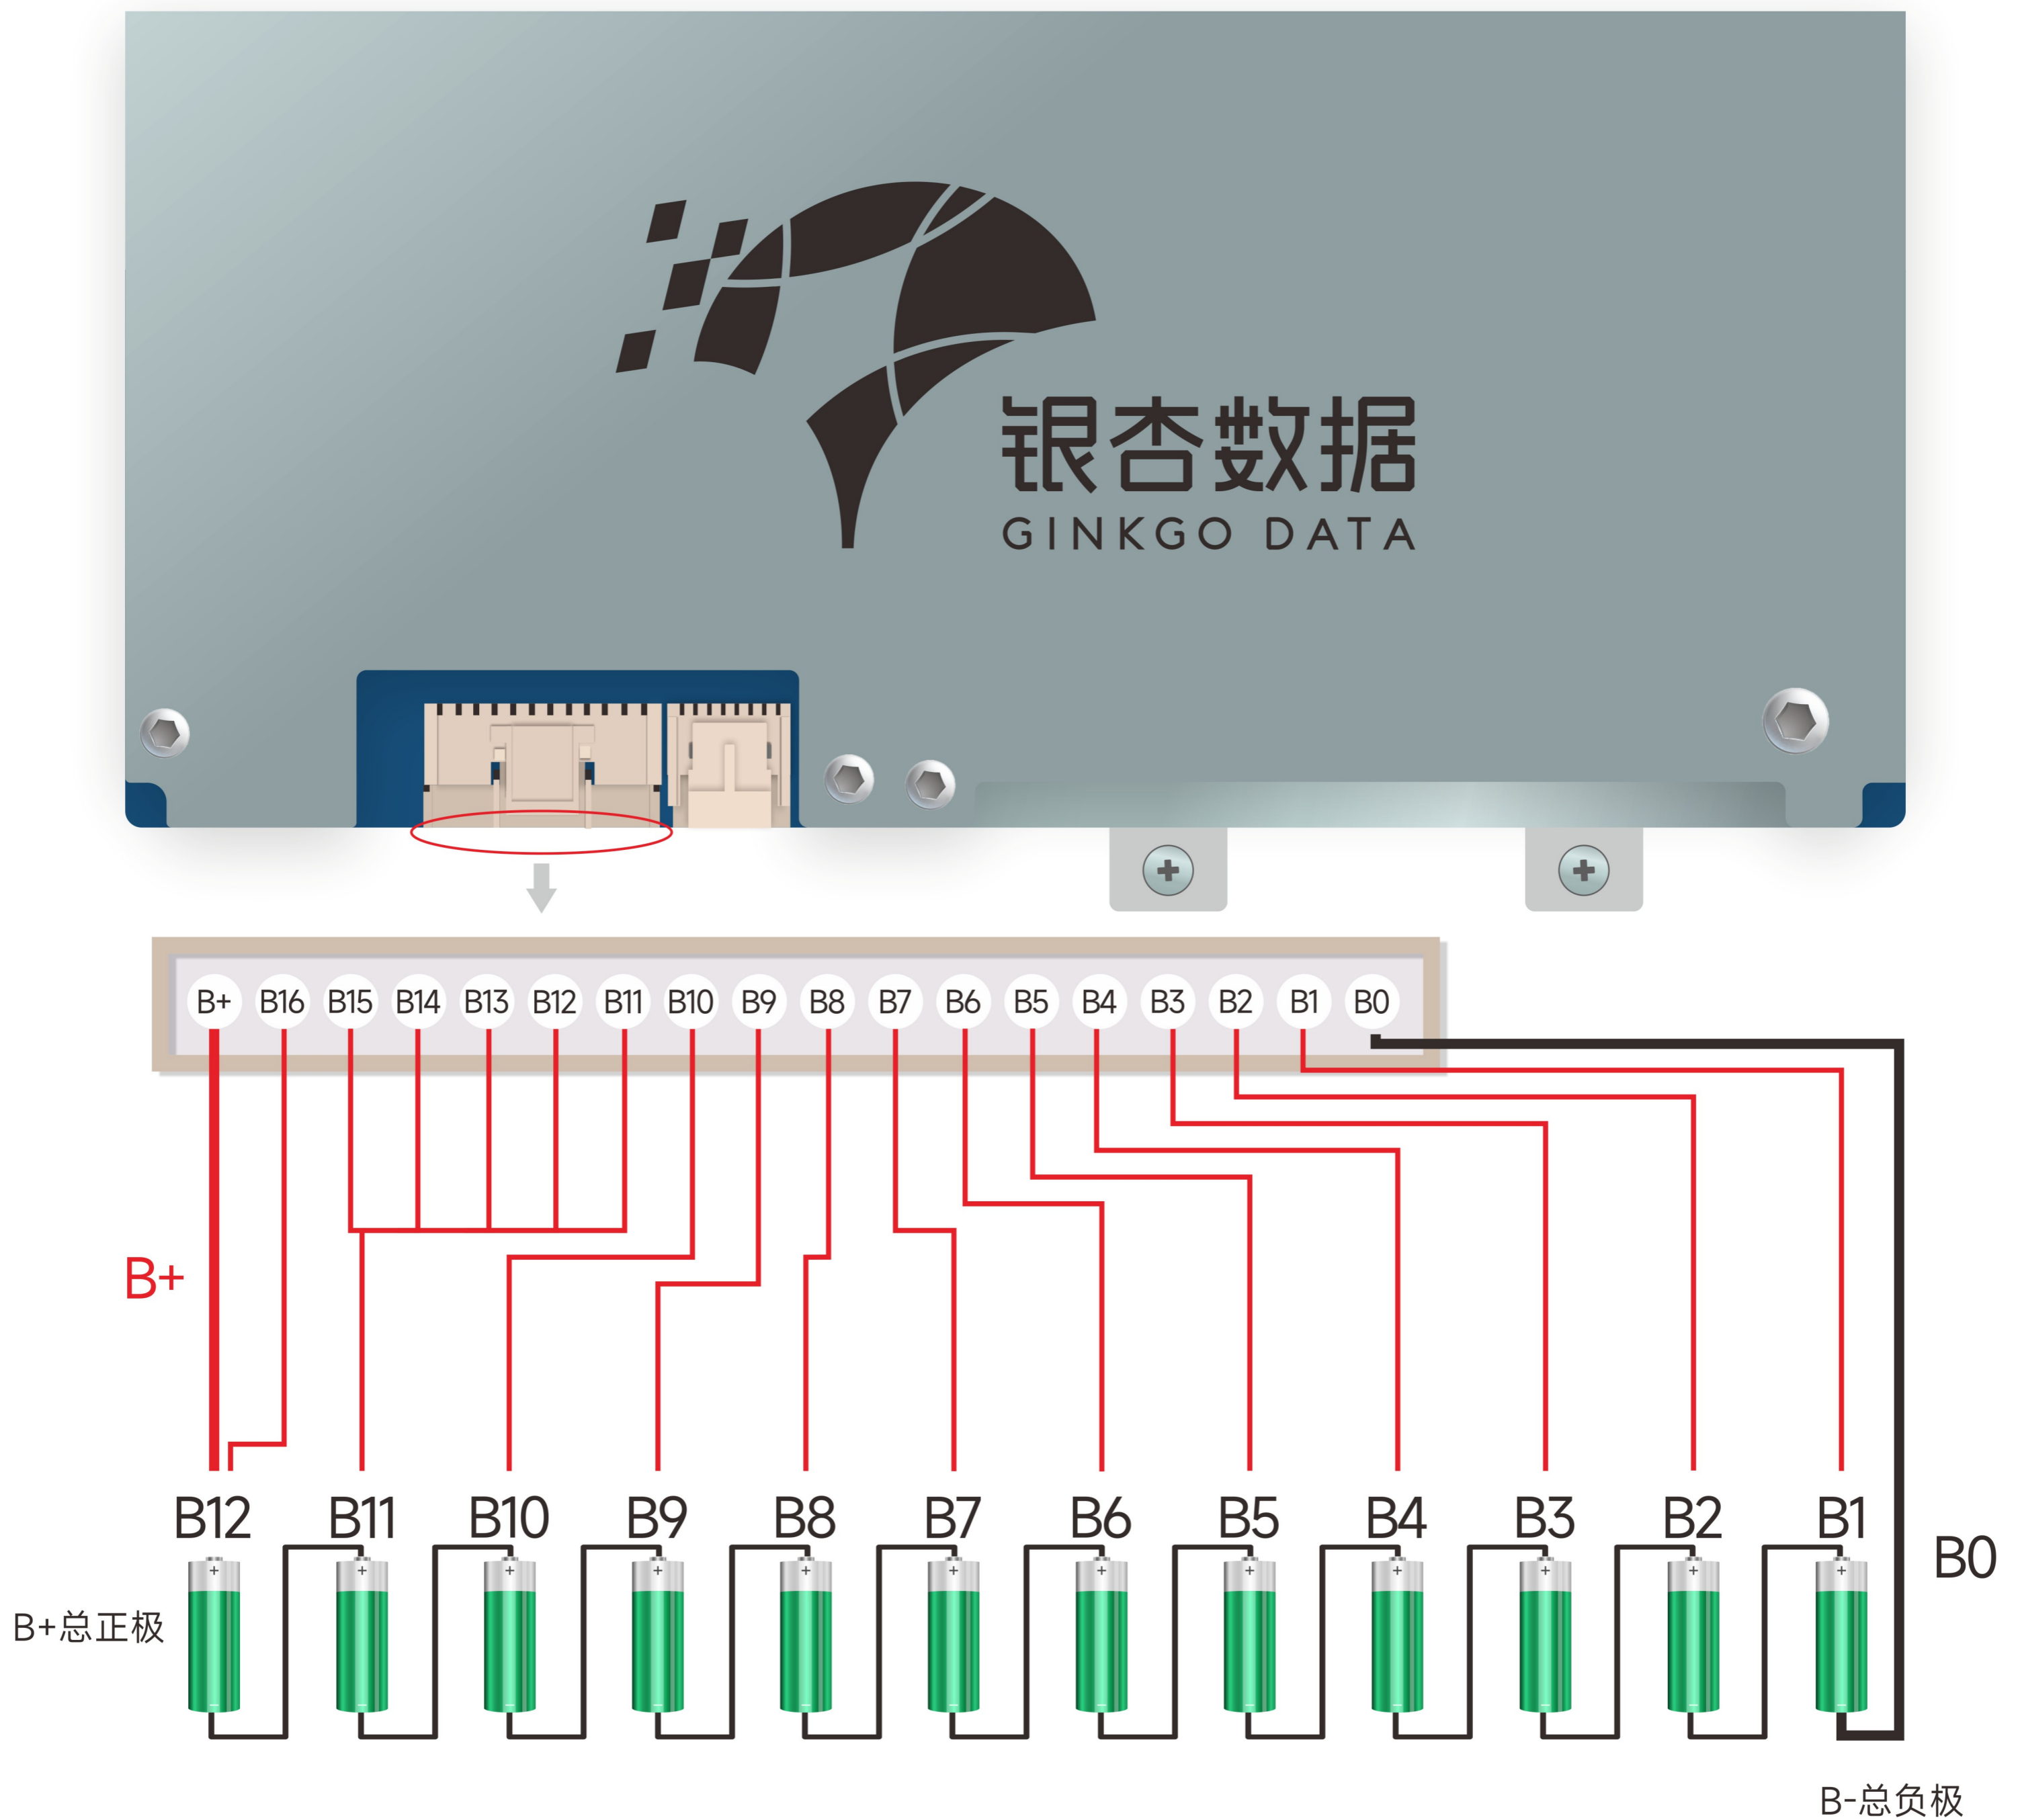 银杏数据
GINKGO DATA
B+ B16 B15 B14 B13 B12 B11 B10 B9 B8 B7 B6 B5 B4 B3 B2 B1 B0
B+
B12 B11 B10 B9 B8 B7 B6 B5 B4 B3 B2 B1
B0
+ + + + + + + + + + + +
B+总正极
B-总负极